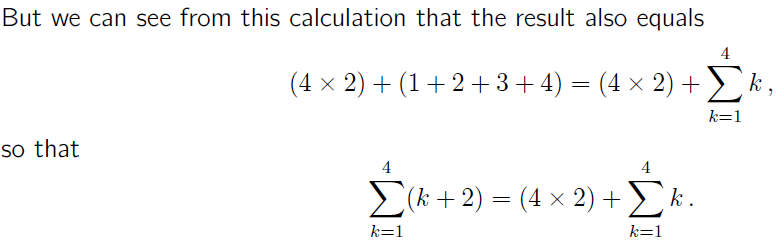 But we can see from this calculation that the result also equals
(4 × 2) + (1 + 2 + 3 + 4) = (4 × 2) + ∑_{k=1}^{4} k ,
so that
∑_{k=1}^{4} (k + 2) = (4 × 2) + ∑_{k=1}^{4} k .